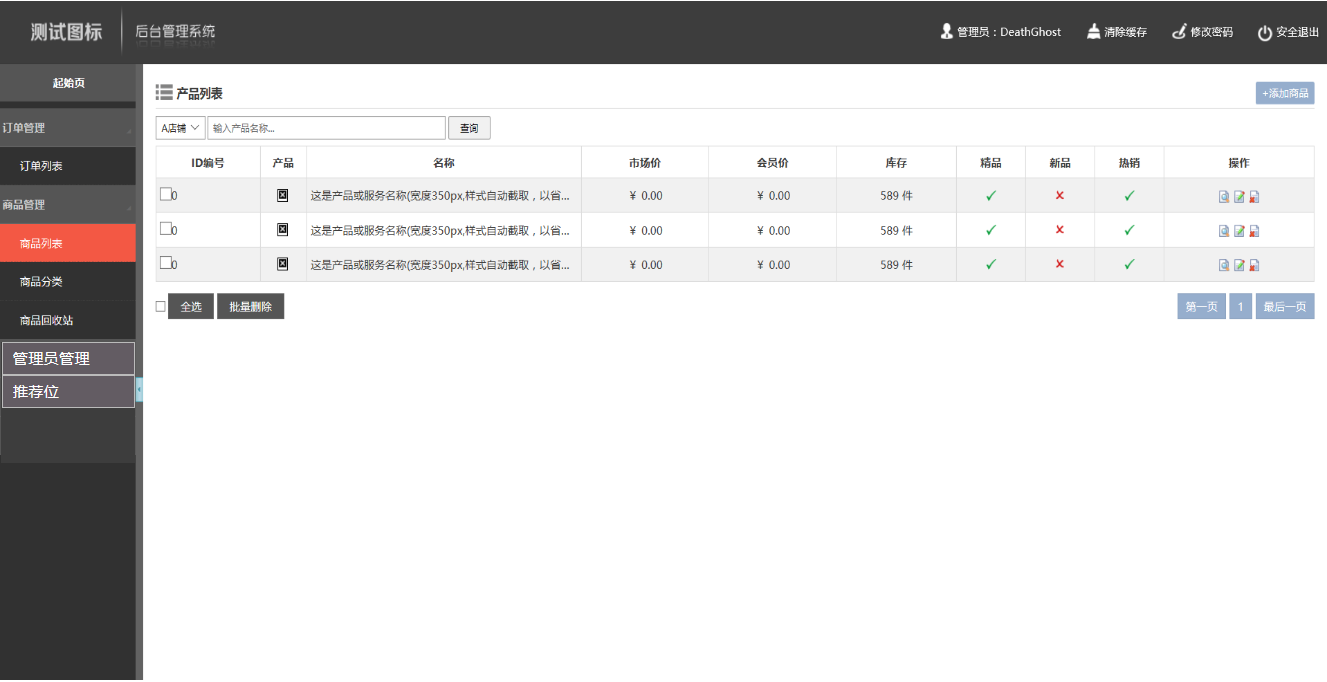 测试图标 后台管理系统 管理员：DeathGhost 清除缓存 修改密码 安全退出
起始页
订单管理
订单列表
商品管理
商品列表
商品分类
商品回收站
管理员管理
推荐位
产品列表 +添加商品
A店铺 输入产品名称... 查询
ID编号 产品 名称 市场价 会员价 库存 精品 新品 热销 操作
0 这是产品或服务名称(宽度350px,样式自动截取，以省... ¥ 0.00 ¥ 0.00 589 件 ✓ ✗ ✓
0 这是产品或服务名称(宽度350px,样式自动截取，以省... ¥ 0.00 ¥ 0.00 589 件 ✓ ✗ ✓
0 这是产品或服务名称(宽度350px,样式自动截取，以省... ¥ 0.00 ¥ 0.00 589 件 ✓ ✗ ✓
全选 批量删除 第一页 1 最后一页